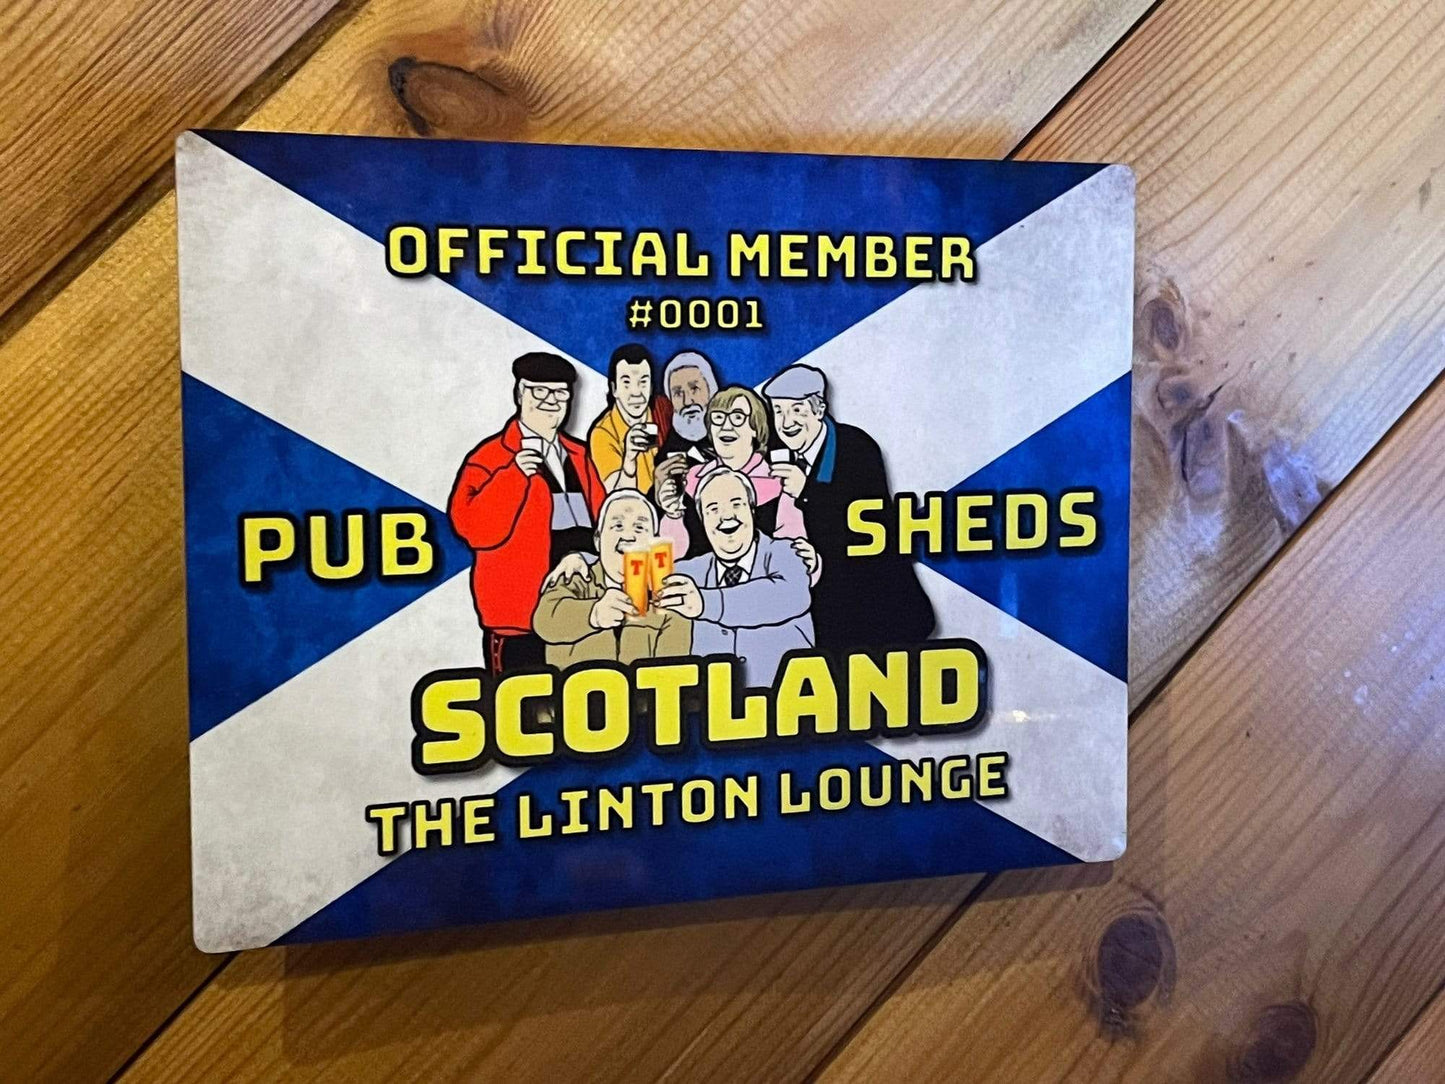 OFFICIAL MEMBER
#0001
PUB SHEDS
T T
SCOTLAND
THE LINTON LOUNGE